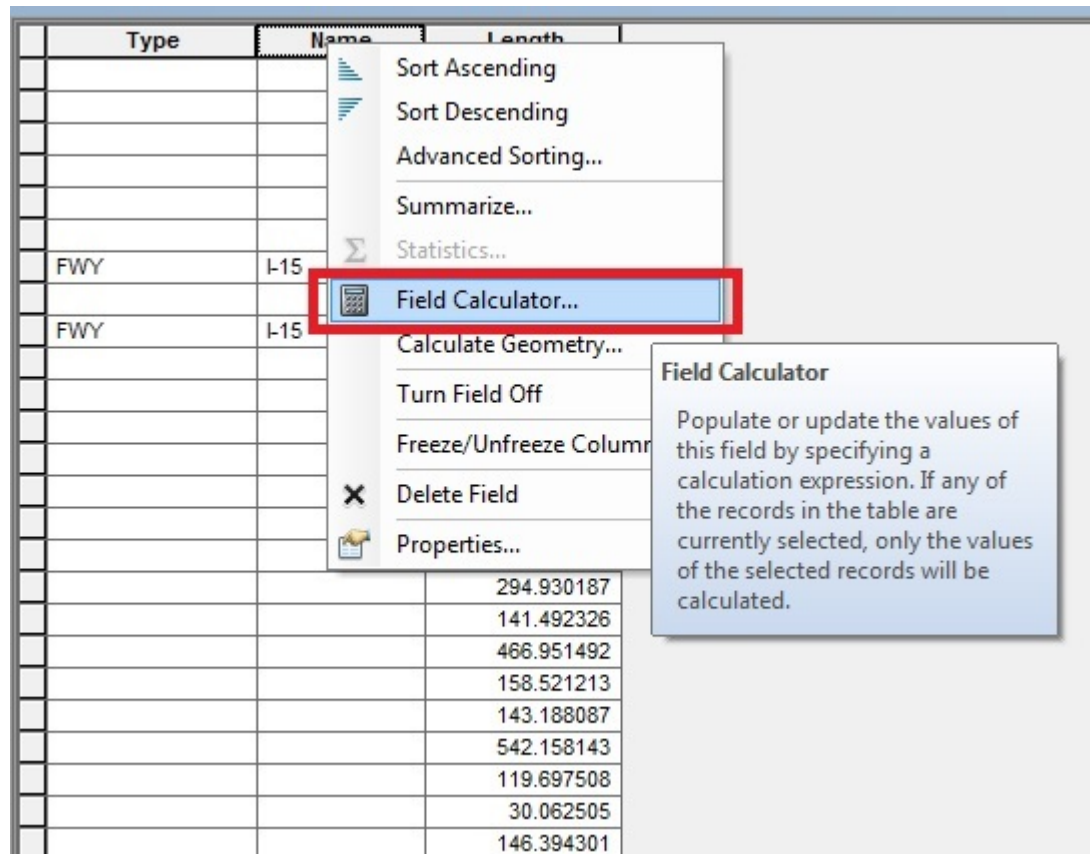 Type Name Length
Sort Ascending
Sort Descending
Advanced Sorting...
Summarize...
Statistics...
FWY I-15
Field Calculator...
FWY I-15
Calculate Geometry...
Turn Field Off
Freeze/Unfreeze Colum
Delete Field
Properties...
Field Calculator
Populate or update the values of
this field by specifying a
calculation expression. If any of
the records in the table are
currently selected, only the values
of the selected records will be
calculated.
294.930187
141.492326
466.951492
158.521213
143.188087
542.158143
119.697508
30.062505
146.394301